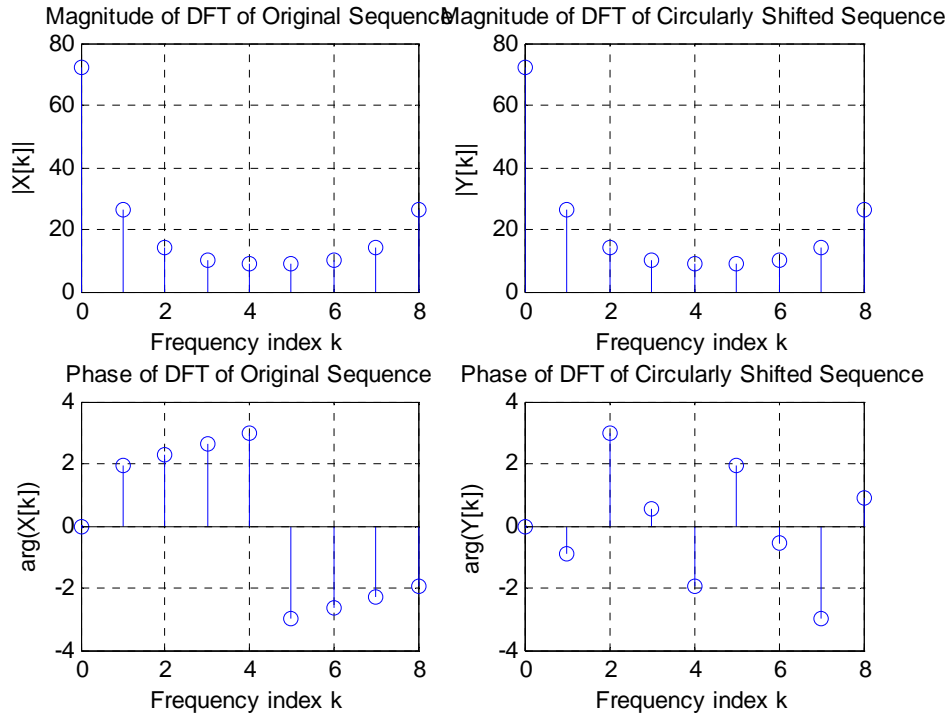 Magnitude of DFT of Original Sequence
80
60
40
20
0
|X[k]|
0 2 4 6 8
Frequency index k
Magnitude of DFT of Circularly Shifted Sequence
80
60
40
20
0
|Y[k]|
0 2 4 6 8
Frequency index k
Phase of DFT of Original Sequence
4
2
0
-2
-4
arg(X[k])
0 2 4 6 8
Frequency index k
Phase of DFT of Circularly Shifted Sequence
4
2
0
-2
-4
arg(Y[k])
0 2 4 6 8
Frequency index k